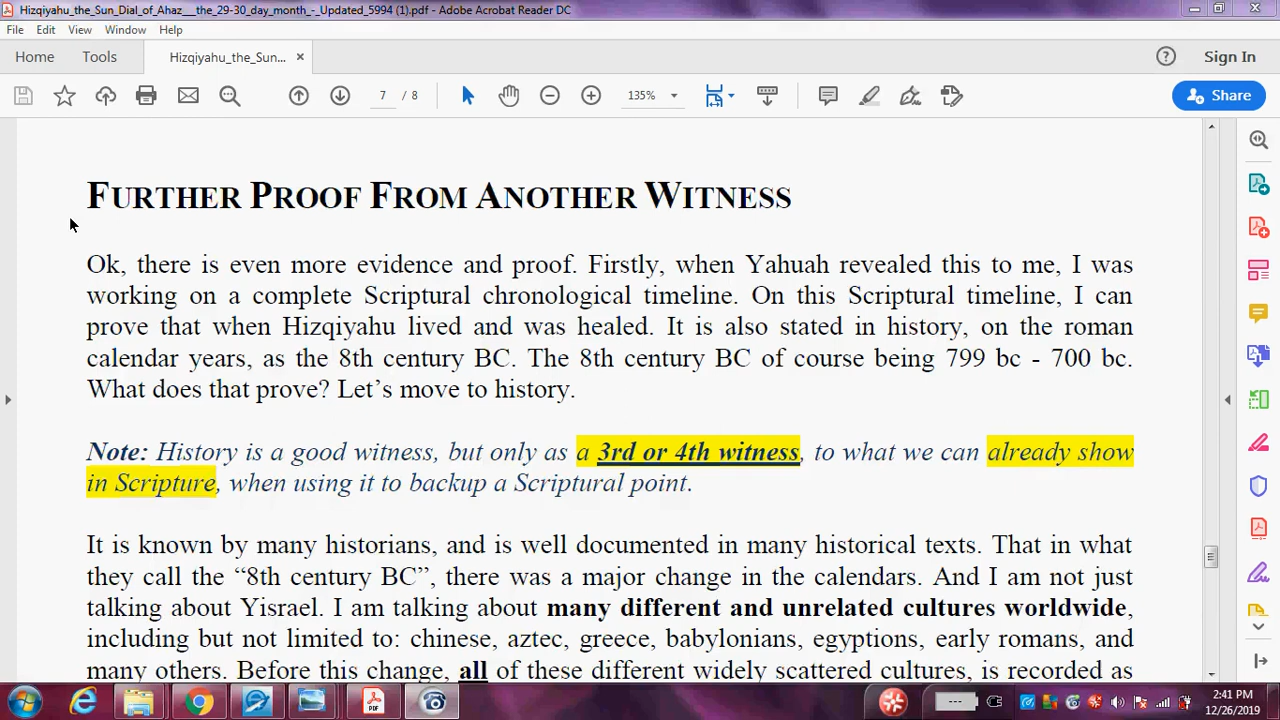 Hizqiyahu_the_Sun_Dial_of_Ahaz___the_29-30_day_month_-_Updated_5994 (1).pdf - Adobe Acrobat Reader DC
File Edit View Window Help
Home Tools Hizqiyahu_the_Sun... × Sign In
7 / 8 135% Share
FURTHER PROOF FROM ANOTHER WITNESS
Ok, there is even more evidence and proof. Firstly, when Yahuah revealed this to me, I was
working on a complete Scriptural chronological timeline. On this Scriptural timeline, I can
prove that when Hizqiyahu lived and was healed. It is also stated in history, on the roman
calendar years, as the 8th century BC. The 8th century BC of course being 799 bc - 700 bc.
What does that prove? Let’s move to history.
Note: History is a good witness, but only as a 3rd or 4th witness, to what we can already show
in Scripture, when using it to backup a Scriptural point.
It is known by many historians, and is well documented in many historical texts. That in what
they call the “8th century BC”, there was a major change in the calendars. And I am not just
talking about Yisrael. I am talking about many different and unrelated cultures worldwide,
including but not limited to: chinese, aztec, greece, babylonians, egyptions, early romans, and
many others. Before this change, all of these different widely scattered cultures, is recorded as
2:41 PM
12/26/2019